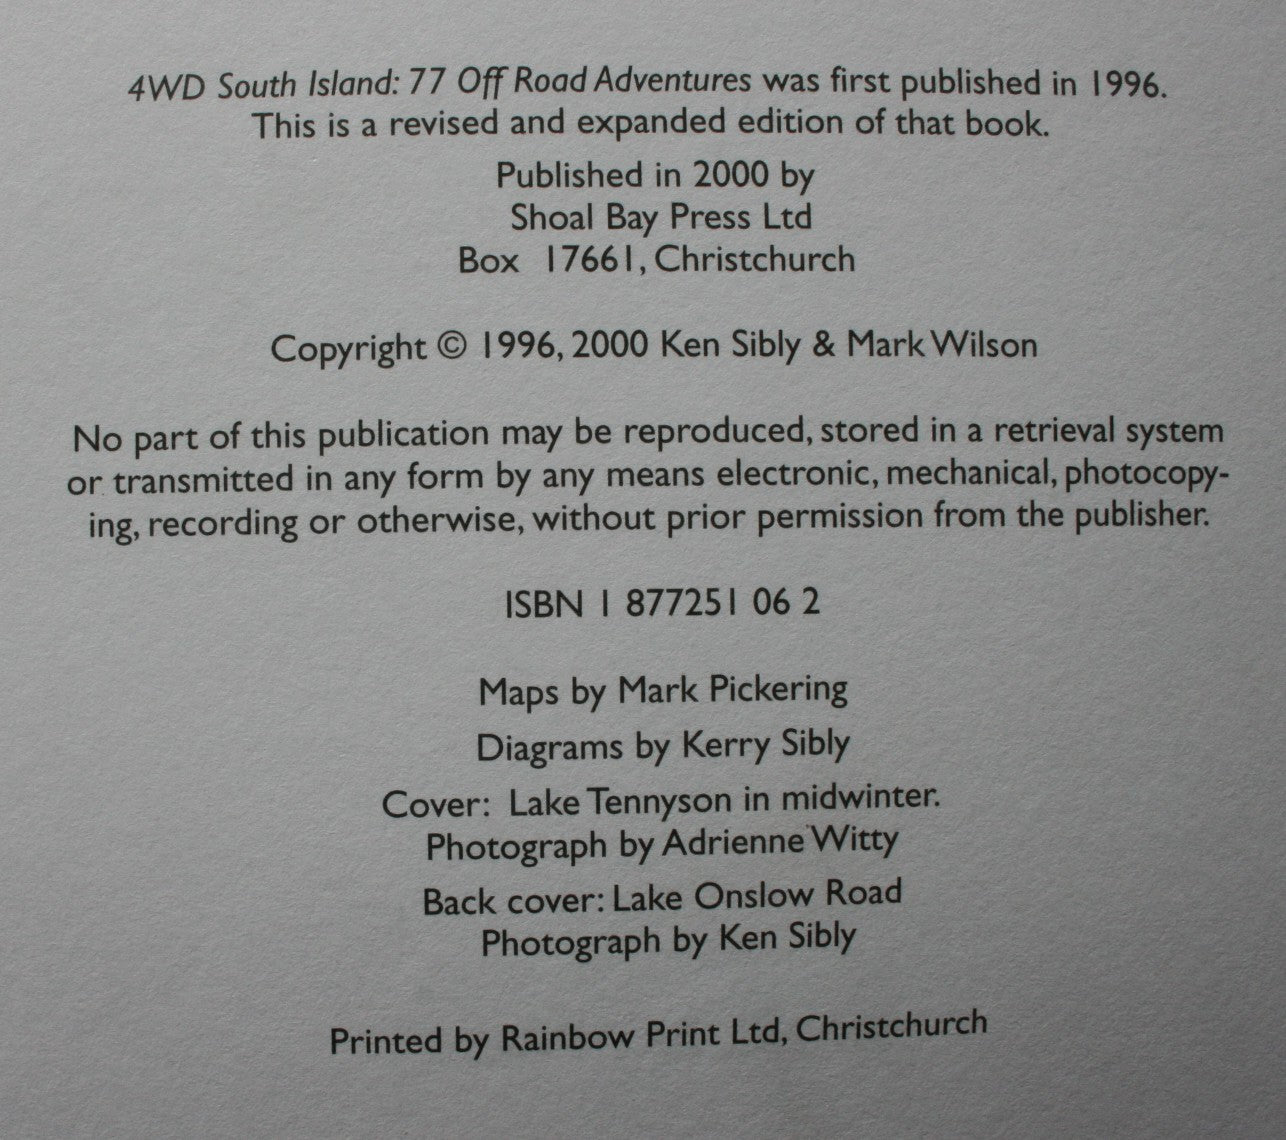 4WD South Island: 77 Off Road Adventures was first published in 1996.
This is a revised and expanded edition of that book.
Published in 2000 by
Shoal Bay Press Ltd
Box 17661, Christchurch
Copyright © 1996, 2000 Ken Sibly & Mark Wilson
No part of this publication may be reproduced, stored in a retrieval system
or transmitted in any form by any means electronic, mechanical, photocopy-
ing, recording or otherwise, without prior permission from the publisher.
ISBN 1 877251 06 2
Maps by Mark Pickering
Diagrams by Kerry Sibly
Cover: Lake Tennyson in midwinter.
Photograph by Adrienne Witty
Back cover: Lake Onslow Road
Photograph by Ken Sibly
Printed by Rainbow Print Ltd, Christchurch